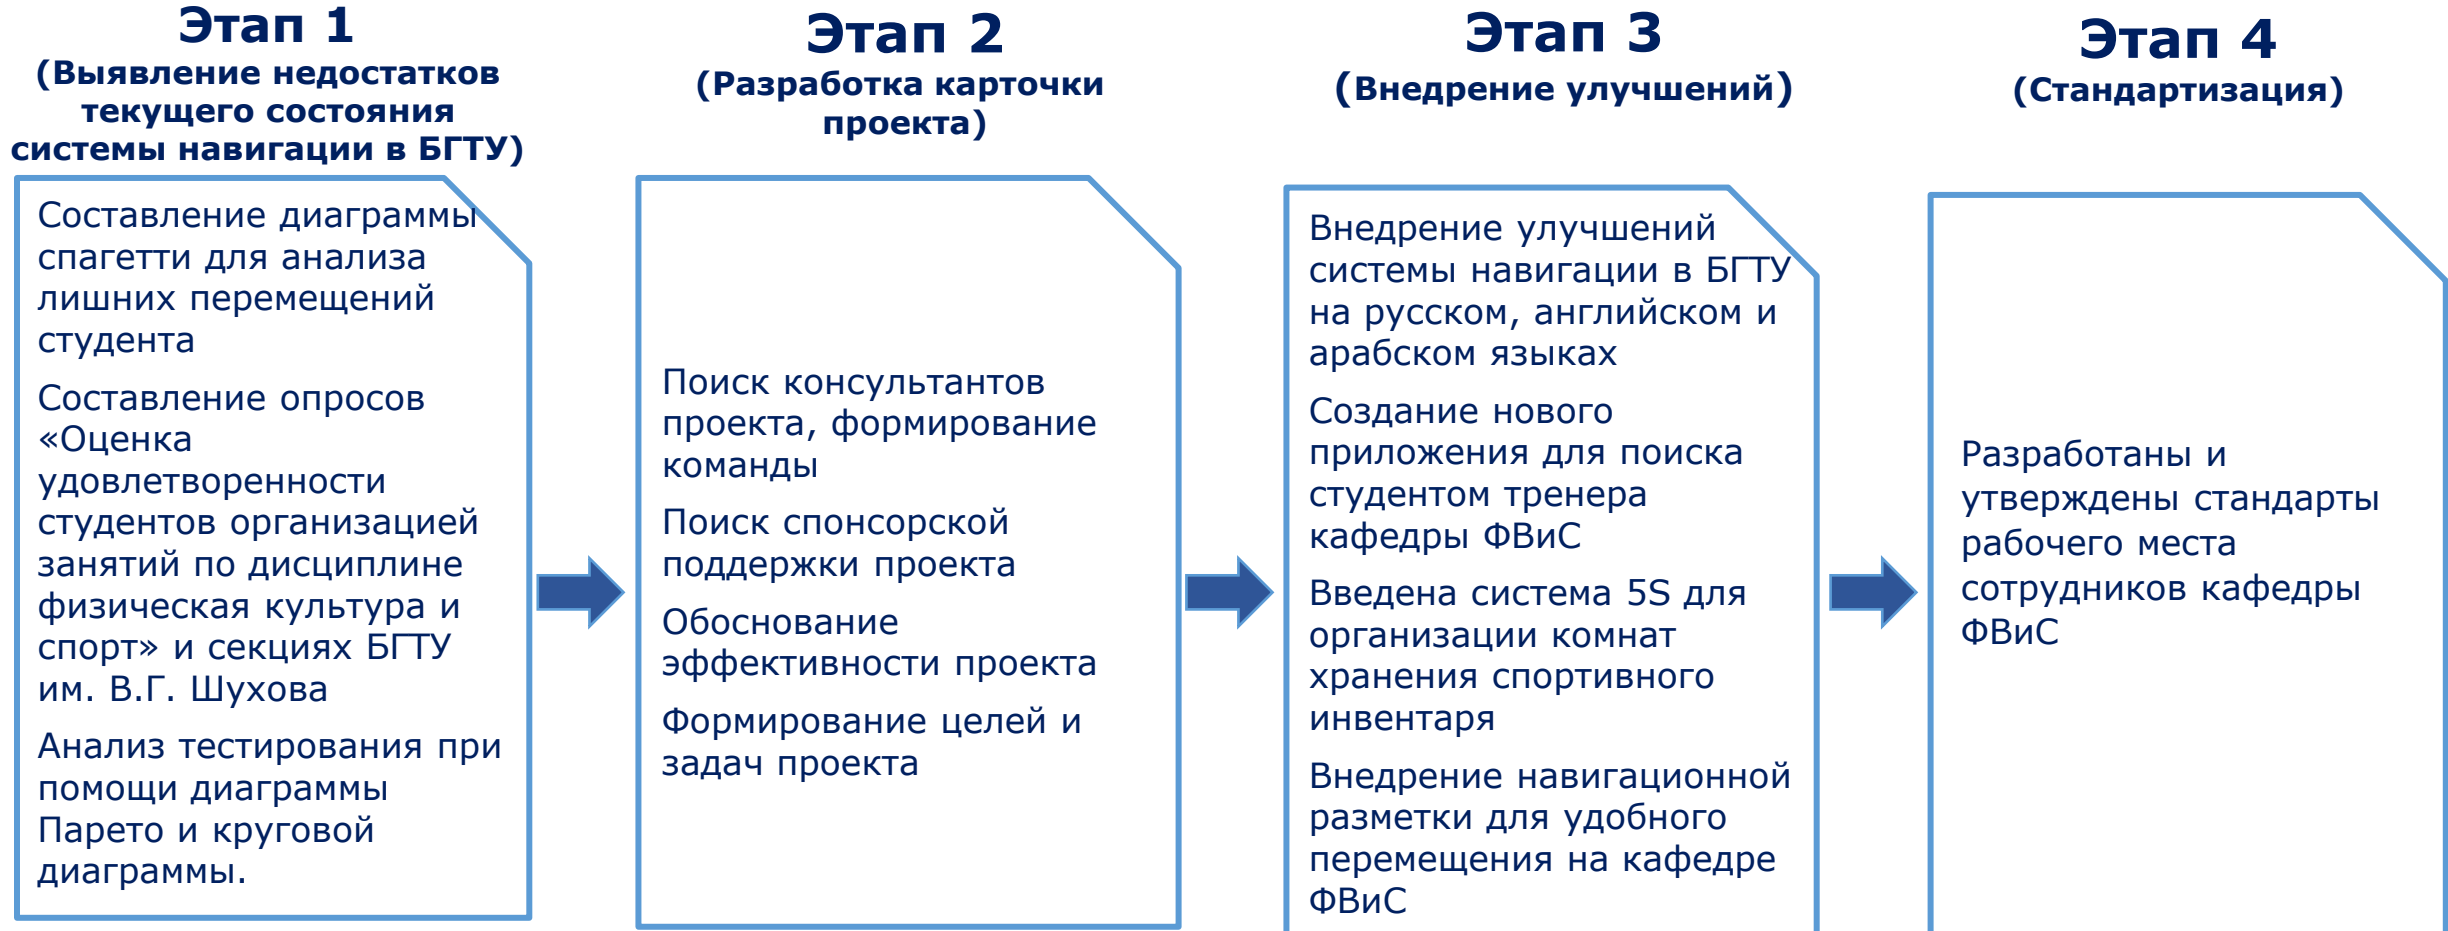 Этап 1
(Выявление недостатков
текущего состояния
системы навигации в БГТУ)
Составление диаграммы
спагетти для анализа
лишних перемещений
студента
Составление опросов
«Оценка
удовлетворенности
студентов организацией
занятий по дисциплине
физическая культура и
спорт» и секциях БГТУ
им. В.Г. Шухова
Анализ тестирования при
помощи диаграммы
Парето и круговой
диаграммы.
Этап 2
(Разработка карточки
проекта)
Поиск консультантов
проекта, формирование
команды
Поиск спонсорской
поддержки проекта
Обоснование
эффективности проекта
Формирование целей и
задач проекта
Этап 3
(Внедрение улучшений)
Внедрение улучшений
системы навигации в БГТУ
на русском, английском и
арабском языках
Создание нового
приложения для поиска
студентом тренера
кафедры ФВиС
Введена система 5S для
организации комнат
хранения спортивного
инвентаря
Внедрение навигационной
разметки для удобного
перемещения на кафедре
ФВиС
Этап 4
(Стандартизация)
Разработаны и
утверждены стандарты
рабочего места
сотрудников кафедры
ФВиС